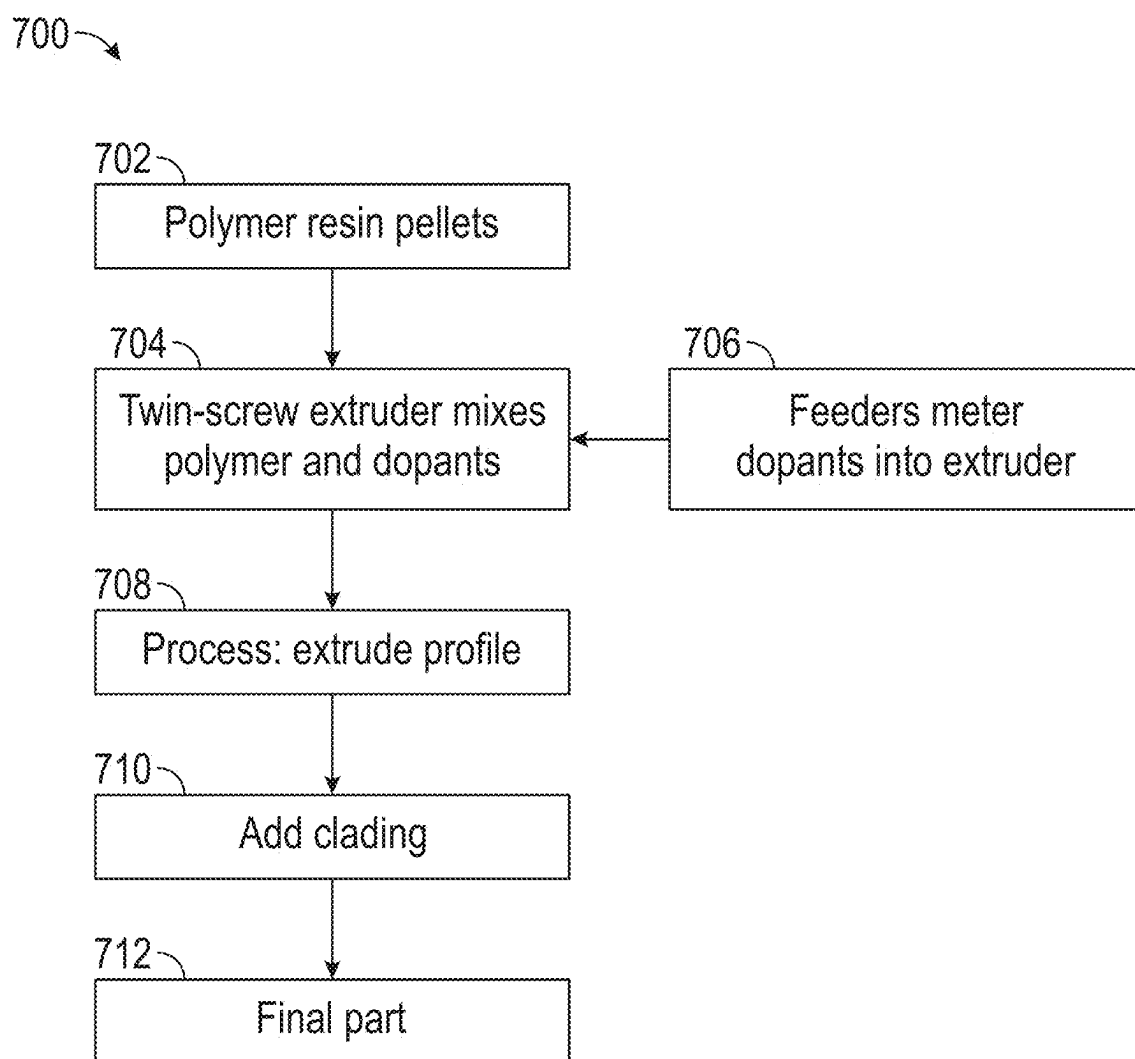 700
702
Polymer resin pellets
704
706
Twin-screw extruder mixes
polymer and dopants
Feeders meter
dopants into extruder
708
Process: extrude profile
710
Add clading
712
Final part